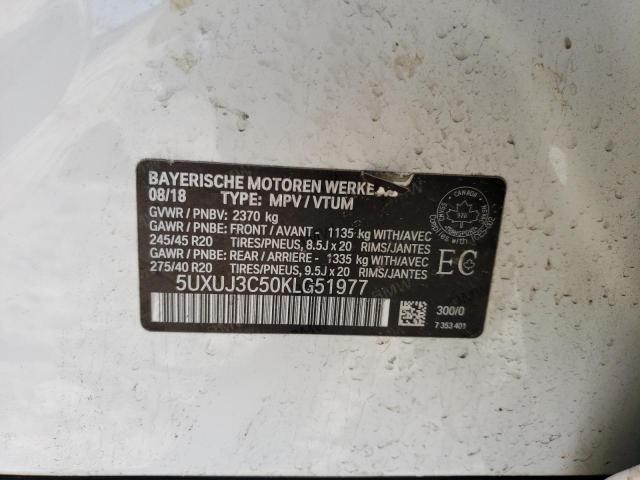 BAYERISCHE MOTOREN WERKE
08/18 TYPE: MPV / VTUM
GVWR / PNBV: 2370 kg
GAWR / PNBE: FRONT / AVANT - 1135 kg WITH/AVEC
245/45 R20 TIRES/PNEUS, 8.5J x 20 RIMS/JANTES
GAWR / PNBE: REAR / ARRIERE - 1335 kg WITH/AVEC
275/40 R20 TIRES/PNEUS, 9.5J x 20 RIMS/JANTES
5UXUJ3C50KLG51977
CANADA
EC
300/0
7 353 401